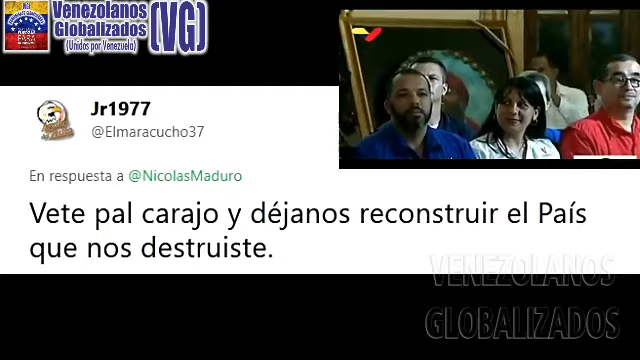 Venezolanos
Globalizados
(Unidos por Venezuela)
(VG)
Jr1977
@Elmaracucho37
En respuesta a @NicolasMaduro
Vete pal carajo y déjanos reconstruir el País
que nos destruiste.
VENEZOLANOS
GLOBALIZADOS